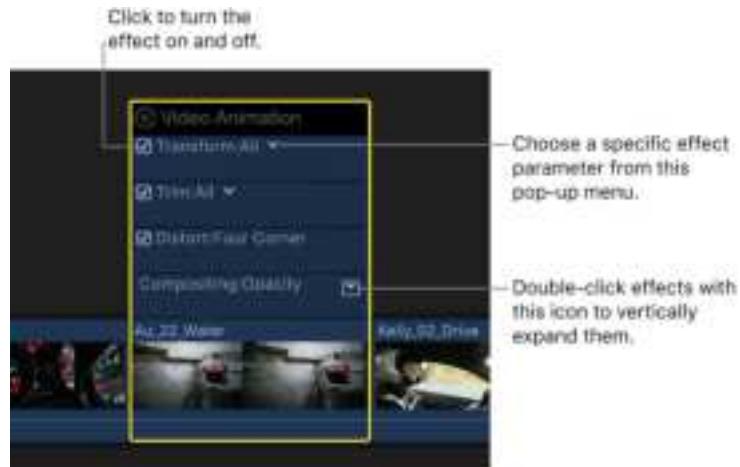 Click to turn the
effect on and off.
Video Animation
Transform: All
Choose a specific effect
parameter from this
pop-up menu.
Trim: All
Distort: Four Corner
Compositing: Opacity
Double-click effects with
this icon to vertically
expand them.
Au_22_Water
Kelly_02_Drive